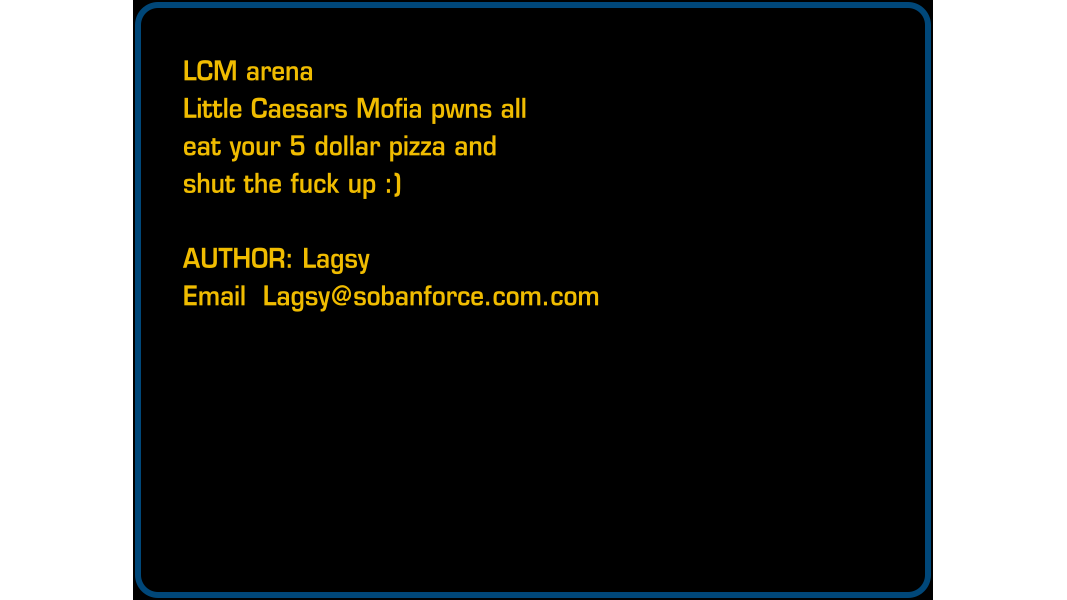 LCM arena
Little Caesars Mofia pwns all
eat your 5 dollar pizza and
shut the fuck up :)
AUTHOR: Lagsy
Email  Lagsy@sobanforce.com.com